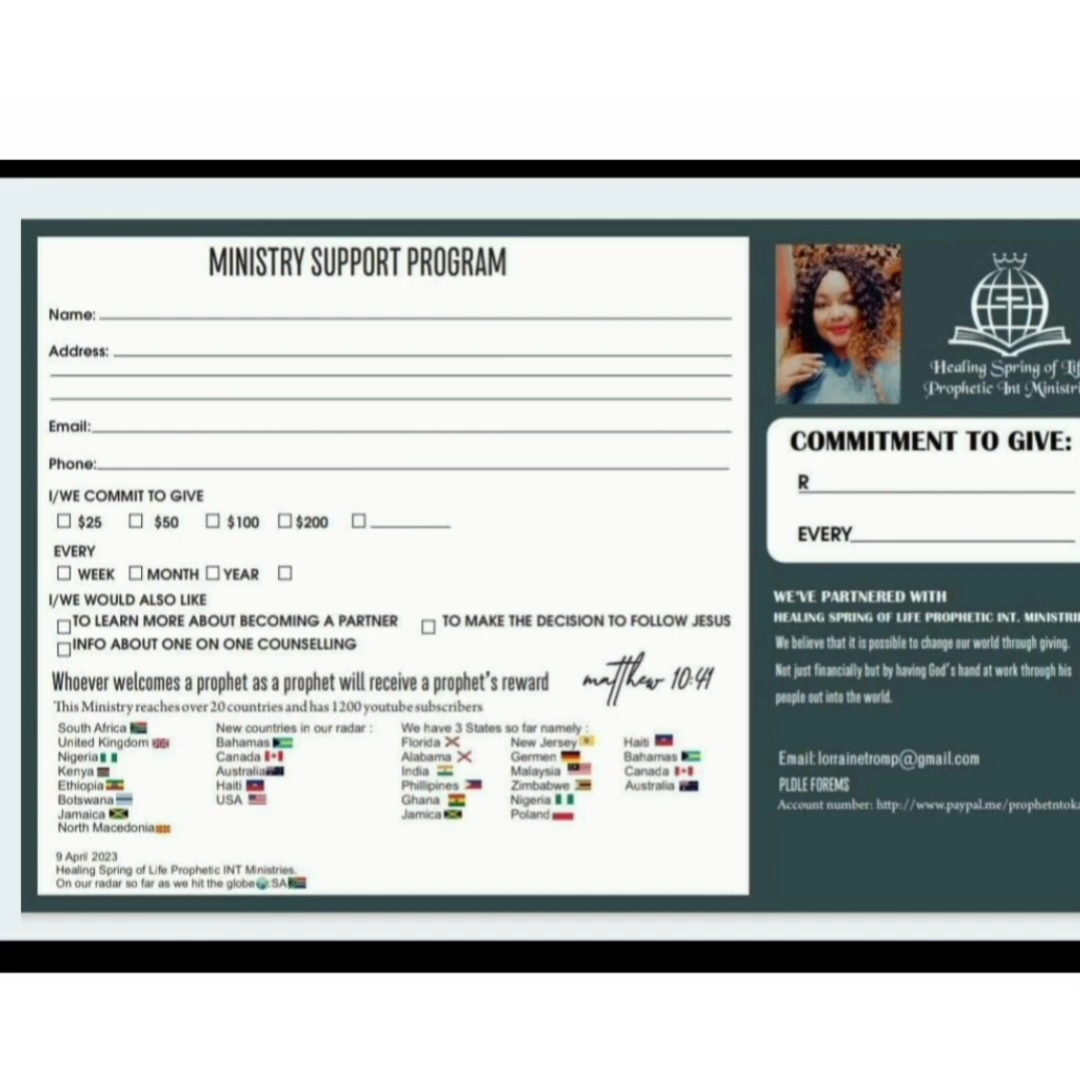 MINISTRY SUPPORT PROGRAM
Name:
Address:
Email:
Phone:
I/WE COMMIT TO GIVE
$25 $50 $100 $200
EVERY
WEEK MONTH YEAR
I/WE WOULD ALSO LIKE
TO LEARN MORE ABOUT BECOMING A PARTNER TO MAKE THE DECISION TO FOLLOW JESUS
INFO ABOUT ONE ON ONE COUNSELLING
Whoever welcomes a prophet as a prophet will receive a prophet's reward matthew 10:41
This Ministry reaches over 20 countries and has 1200 youtube subscribers
South Africa
United Kingdom
Nigeria
Kenya
Ethiopia
Botswana
Jamaica
North Macedonia
New countries in our radar :
Bahamas
Canada
Australia
Haiti
USA
We have 3 States so far namely :
Florida
Alabama
India
Phillipines
Ghana
Jamica
New Jersey
Germen
Malaysia
Zimbabwe
Nigeria
Poland
Haiti
Bahamas
Canada
Australia
9 April 2023
Healing Spring of Life Prophetic INT Ministries.
On our radar so far as we hit the globe SA
Healing Spring of
Prophetic Int
COMMITMENT TO GIVE:
R
EVERY
WE'VE PARTNERED WITH
HEALING SPRING OF LIFE PROPHETIC INT.
We believe that it is possible to change our world through giving.
Not just financially but by having God's hand at work through his
people out into the world.
Email: lorrainetromp@gmail.com
PLDLE FOREMS
Account number: http://www.paypal.me/prophetntok